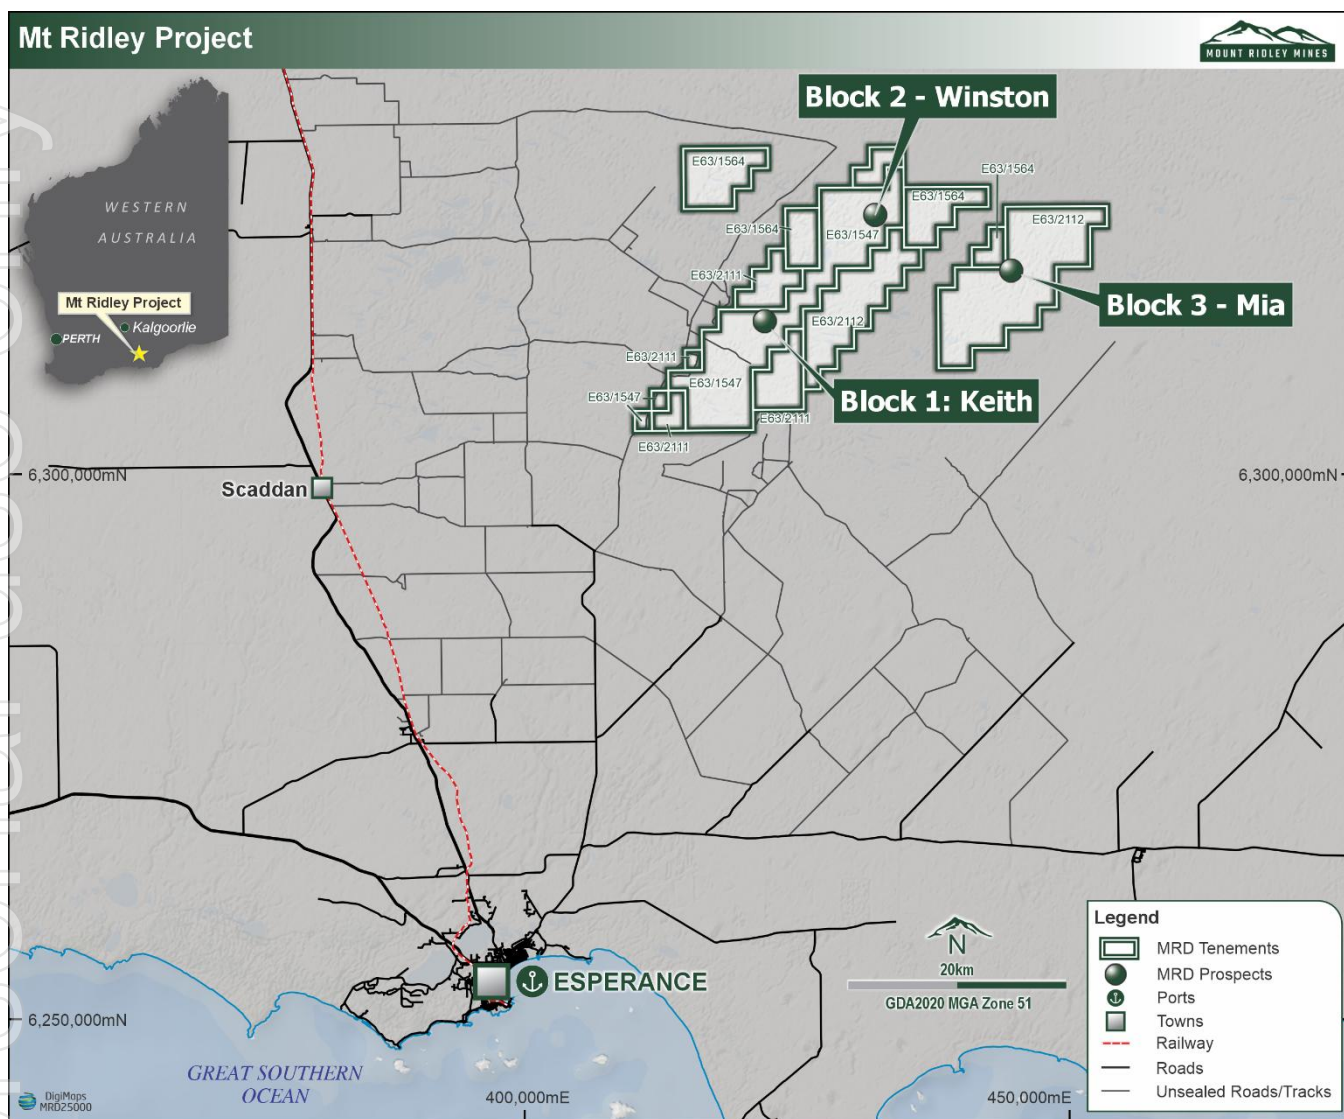 Mt Ridley Project
MOUNT RIDLEY MINES
Block 2 - Winston
WESTERN
AUSTRALIA
Mt Ridley Project
Kalgoorlie
PERTH
E63/1564
E63/1564
E63/1564
E63/2112
E63/1564
E63/1547
E63/2111
Block 3 - Mia
E63/2112
E63/2111
E63/1547
E63/1547
Block 1: Keith
E63/2111
E63/2111
6,300,000mN
6,300,000mN
Scaddan
ESPERANCE
N
20km
GDA2020 MGA Zone 51
Legend
MRD Tenements
MRD Prospects
Ports
Towns
Railway
Roads
Unsealed Roads/Tracks
6,250,000mN
GREAT SOUTHERN
OCEAN
DigiMaps
MRD25000
400,000mE
450,000mE